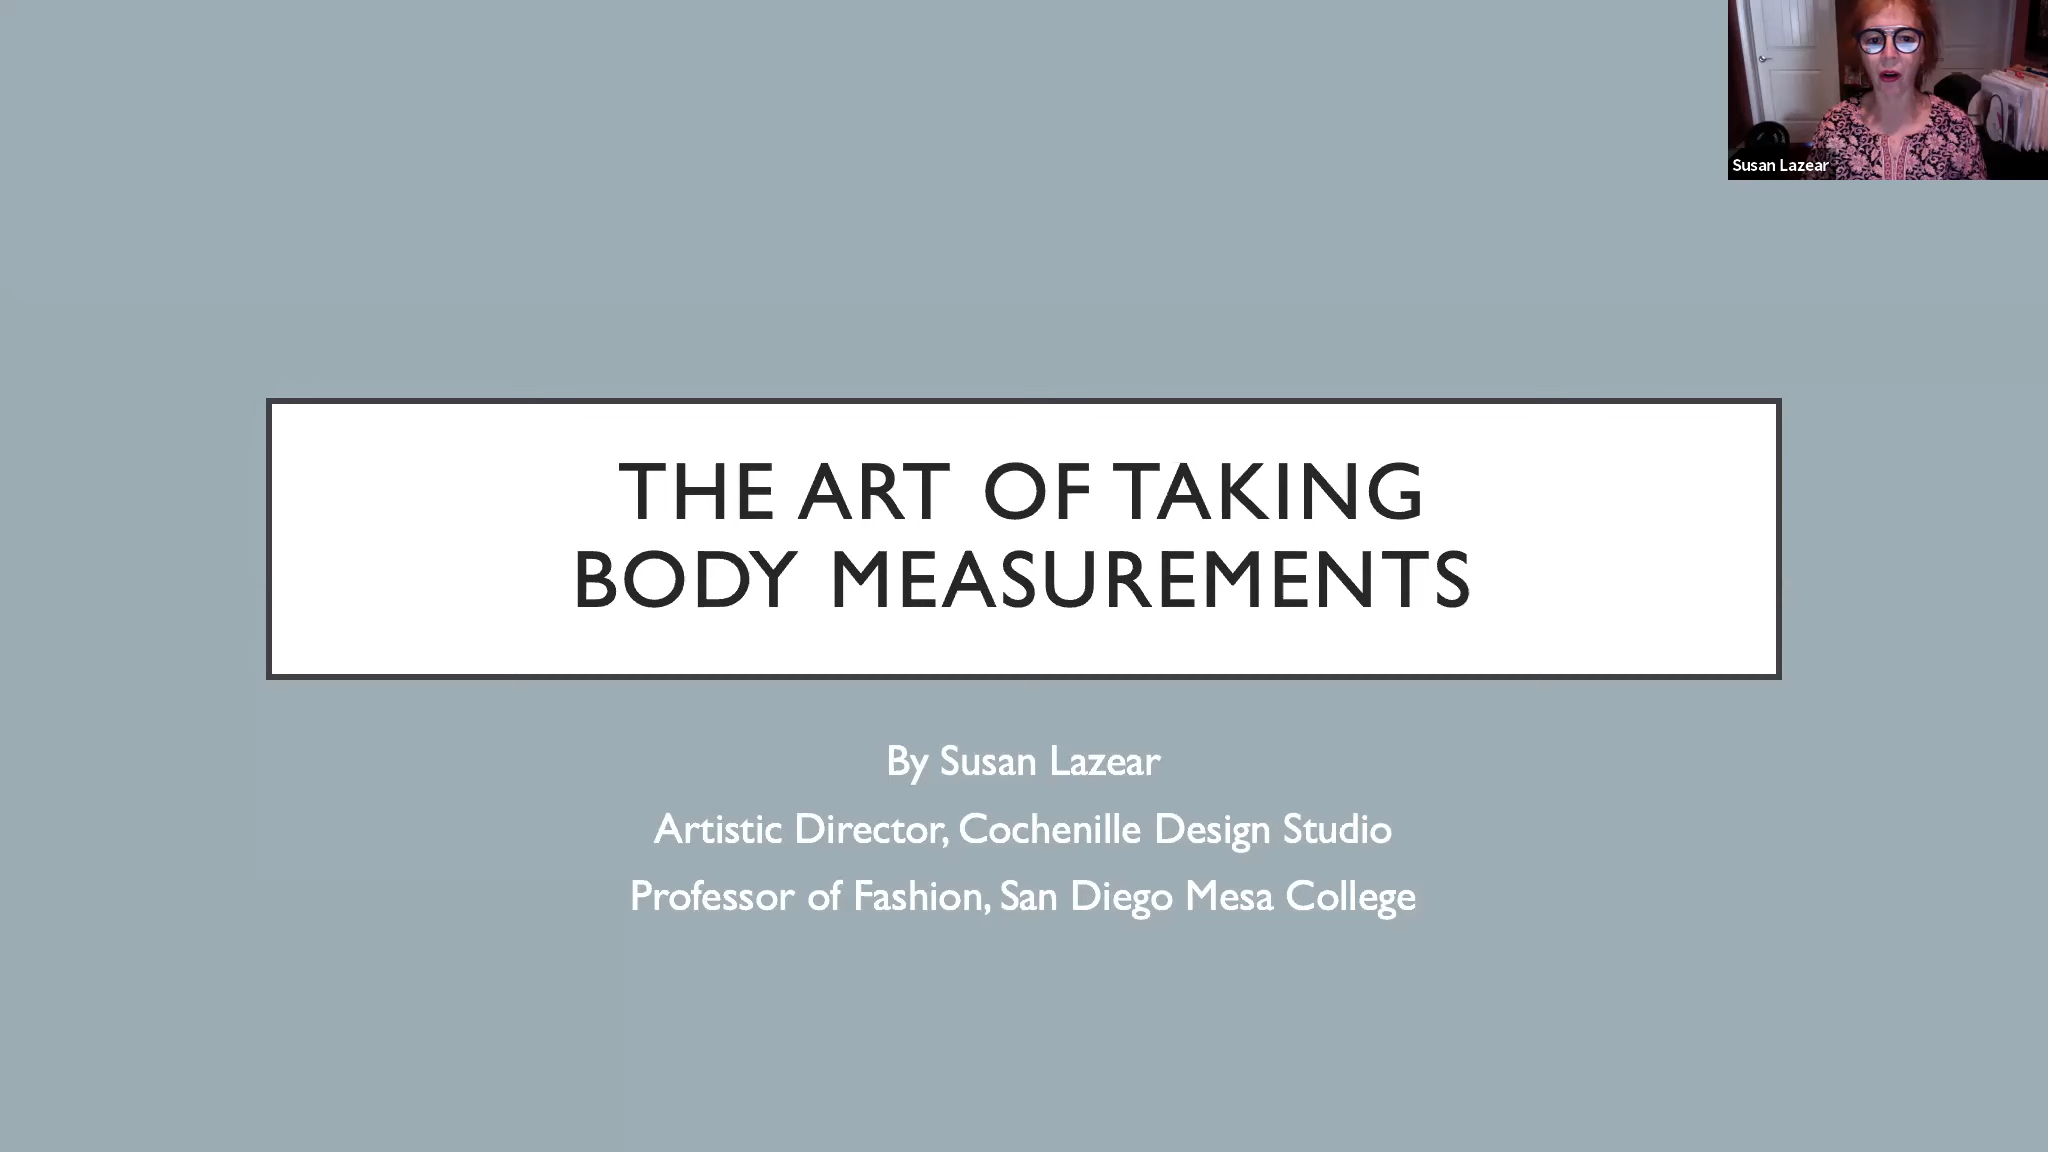 Susan Lazear
THE ART OF TAKING
BODY MEASUREMENTS
By Susan Lazear
Artistic Director, Cochenille Design Studio
Professor of Fashion, San Diego Mesa College